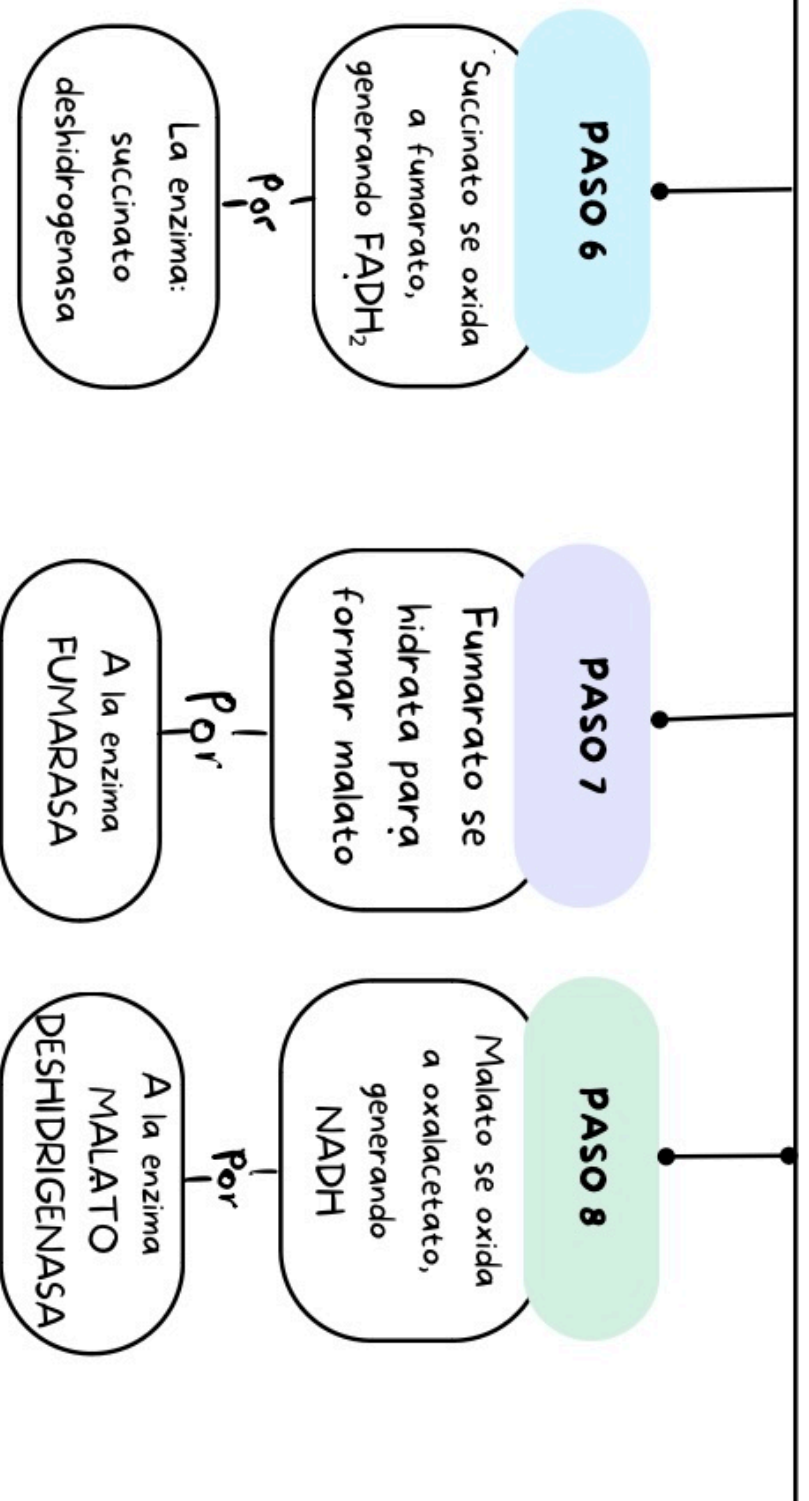 PASO 6
Succinato se oxida
a fumarato,
generando FADH₂
Por
La enzima:
succinato
deshidrogenasa
PASO 7
Fumarato se
hidrata para
formar malato
Por
A la enzima
FUMARASA
PASO 8
Malato se oxida
a oxalacetato,
generando
NADH
Por
A la enzima
MALATO
DESHIDRIGENASA